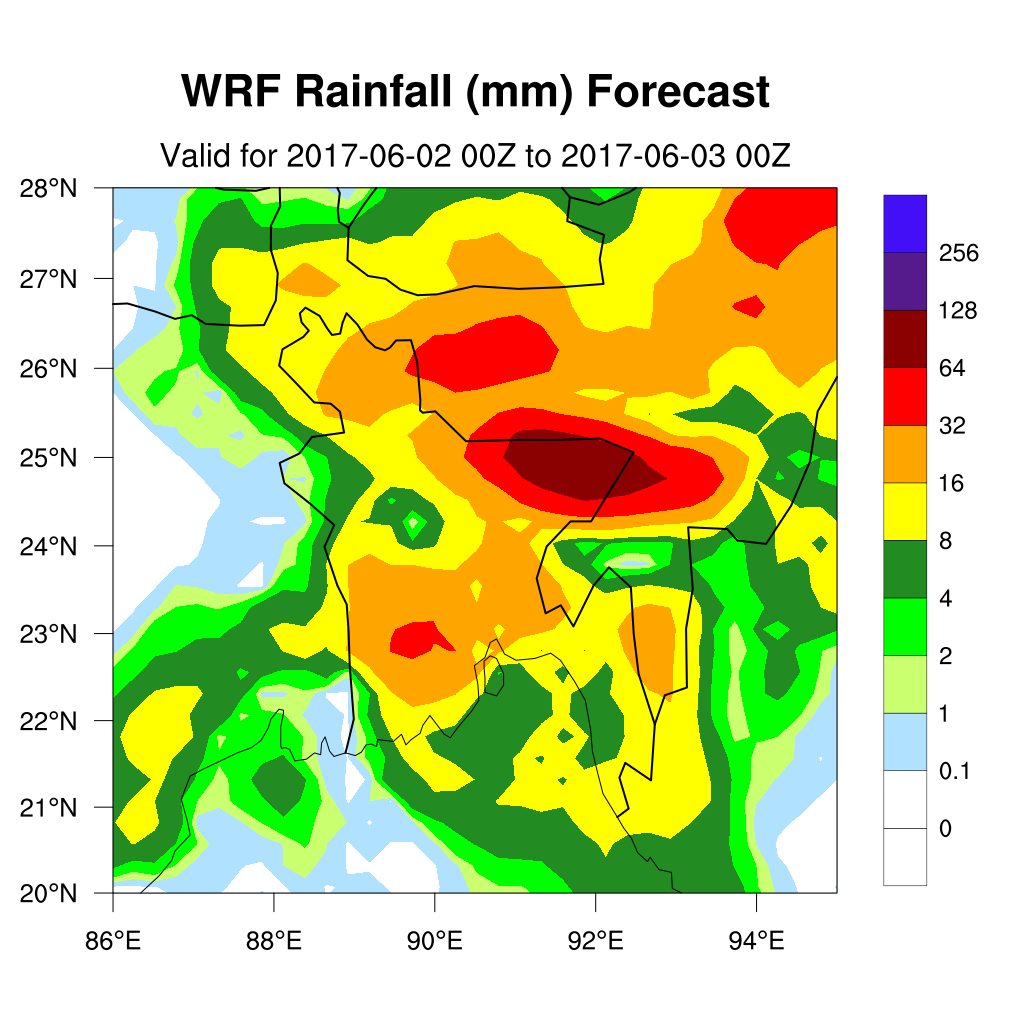 WRF Rainfall (mm) Forecast
Valid for 2017-06-02 00Z to 2017-06-03 00Z
28°N
27°N
26°N
25°N
24°N
23°N
22°N
21°N
20°N
86°E
88°E
90°E
92°E
94°E
256
128
64
32
16
8
4
2
1
0.1
0